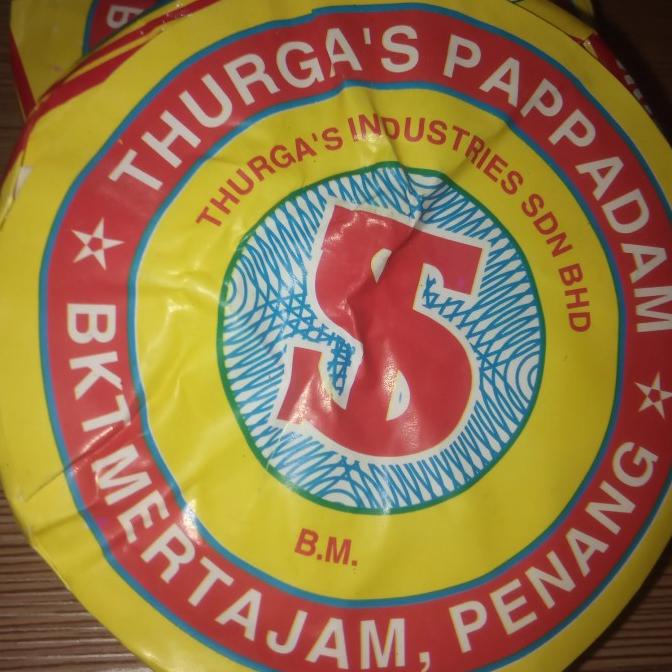 THURGA'S PAPPADAM
THURGA'S INDUSTRIES SDN BHD
S
B.M.
BKT MERTAJAM, PENANG